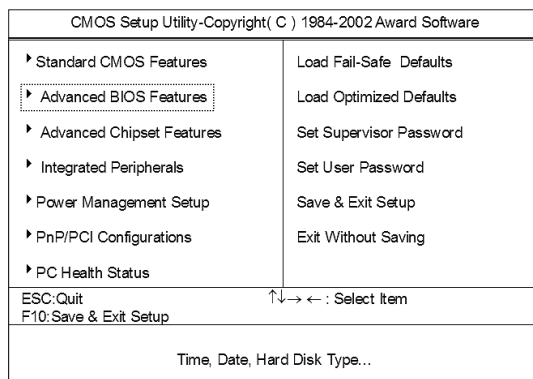 CMOS Setup Utility-Copyright( C ) 1984-2002 Award Software
Standard CMOS Features
Advanced BIOS Features
Advanced Chipset Features
Integrated Peripherals
Power Management Setup
PnP/PCI Configurations
PC Health Status
Load Fail-Safe Defaults
Load Optimized Defaults
Set Supervisor Password
Set User Password
Save & Exit Setup
Exit Without Saving
ESC:Quit
↑↓→ ← : Select Item
F10:Save & Exit Setup
Time, Date, Hard Disk Type...